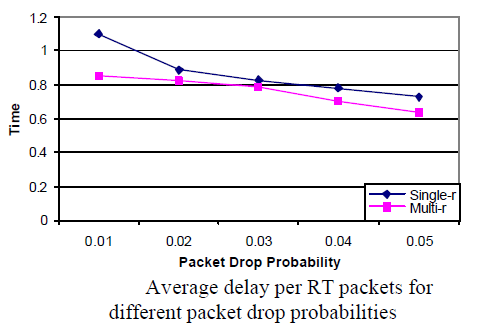 1.2
1
0.8
0.6
0.4
0.2
0
Time
0.01 0.02 0.03 0.04 0.05
Packet Drop Probability
Single-r
Multi-r
Average delay per RT packets for
different packet drop probabilities